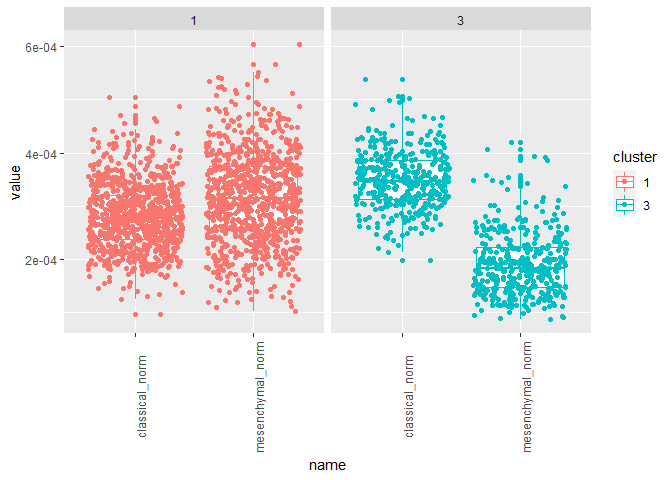 1
3
6e-04
4e-04
2e-04
value
classical_norm
mesenchymal_norm
classical_norm
mesenchymal_norm
name
cluster
1
3